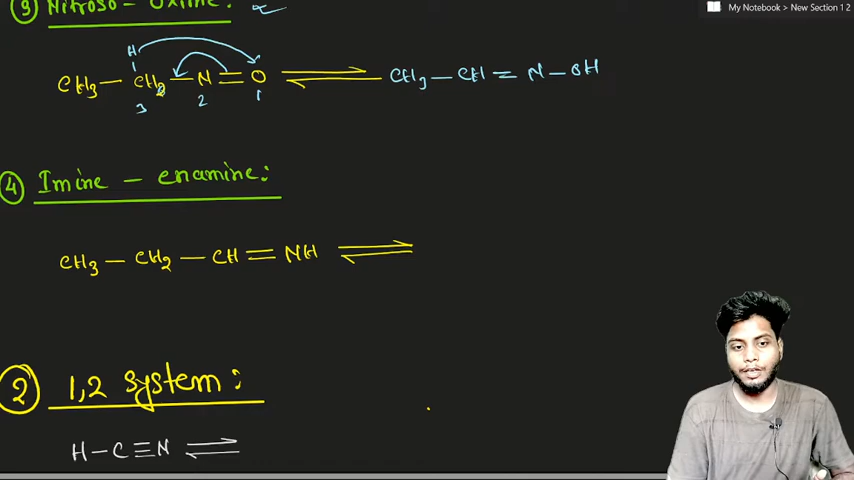 My Notebook > New Section 1 2
③ Nitroso - Oxime:
H
CH3 — CH2 — N = O ⇌ CH3 — CH = N — OH
3 2 1
④ Imine - enamine:
CH3 — CH2 — CH = NH ⇌
② 1,2 system:
H — C ≡ N ⇌